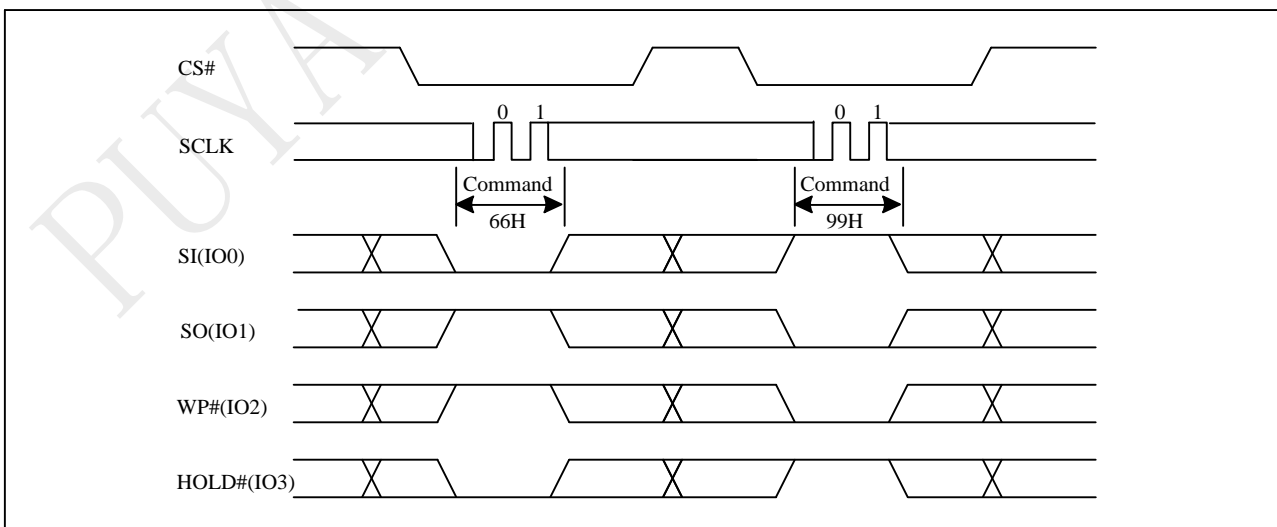 PUYA
CS#
0 1 0 1
SCLK
Command Command
66H 99H
SI(IO0)
SO(IO1)
WP#(IO2)
HOLD#(IO3)